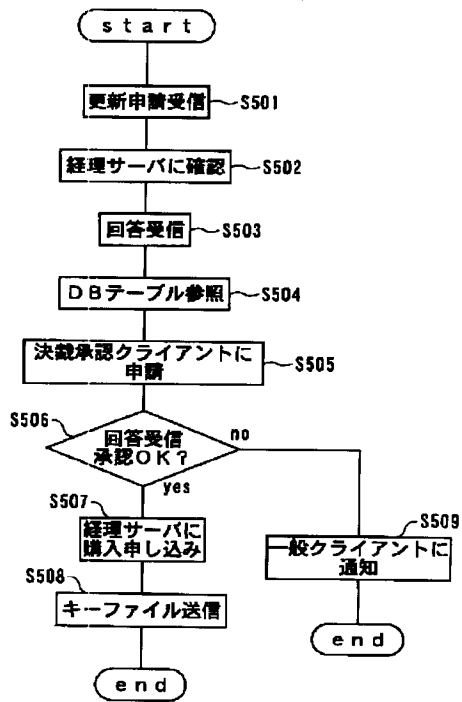 start
更新申請受信
S501
経理サーバに確認
S502
回答受信
S503
DBテーブル参照
S504
決裁承認クライアントに
申請
S505
S506
回答受信
承認OK?
no
yes
S507
経理サーバに
購入申し込み
S508
キーファイル送信
end
S509
一般クライアントに
通知
end